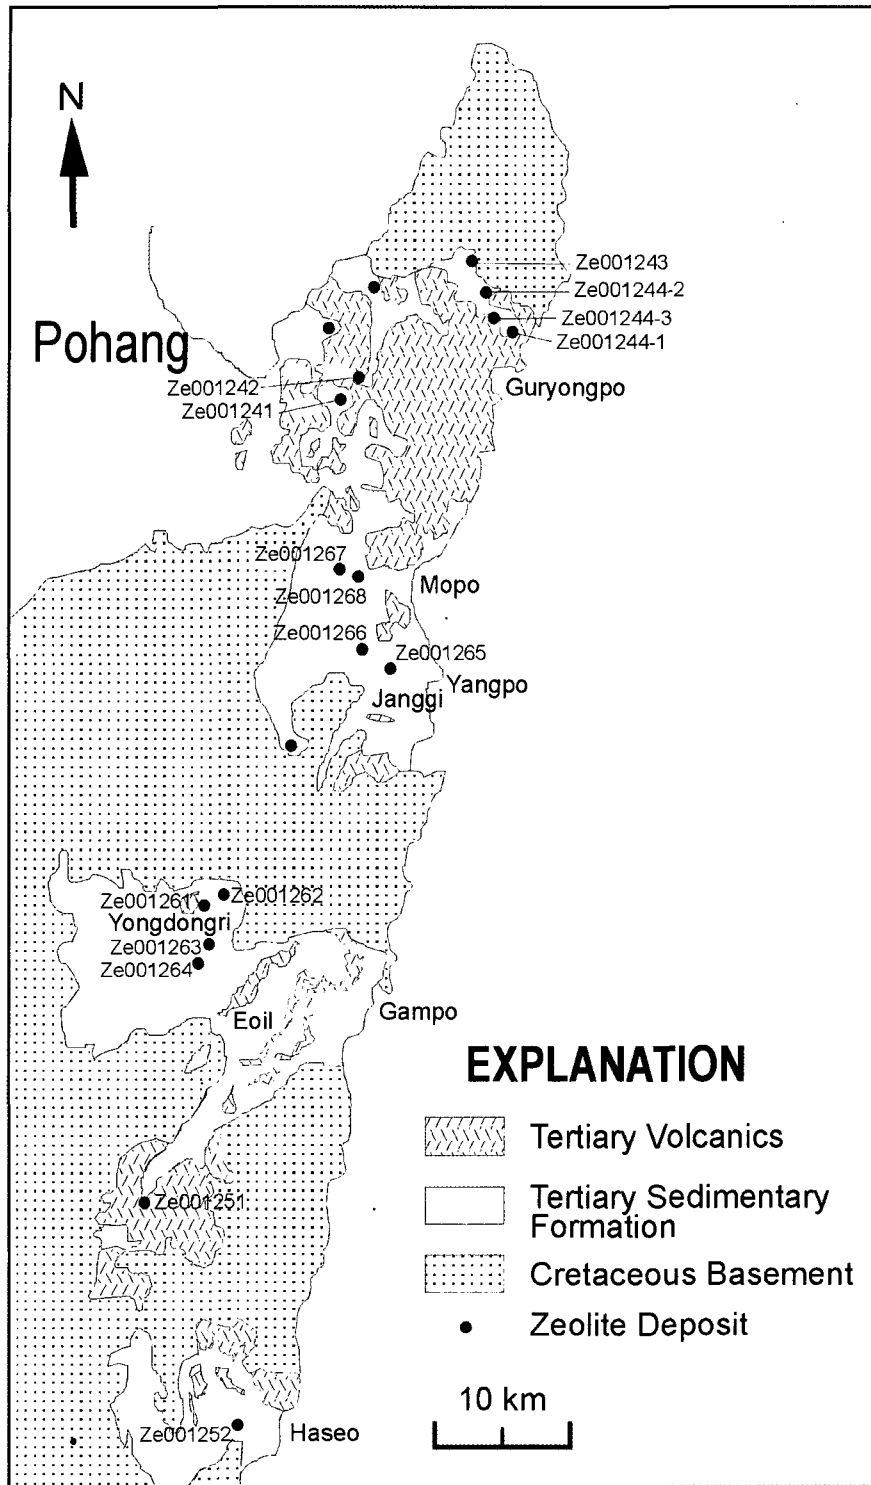 N
Ze001243
Ze001244-2
Ze001244-3
Ze001244-1
Pohang
Ze001242
Ze001241
Guryongpo
Ze001267
Mopo
Ze001268
Ze001266
Ze001265
Yangpo
Janggi
Ze001261
Ze001262
Yongdongri
Ze001263
Ze001264
Eoil
Gampo
EXPLANATION
Tertiary Volcanics
Tertiary Sedimentary
Formation
Cretaceous Basement
Zeolite Deposit
10 km
Ze001251
Ze001252
Haseo